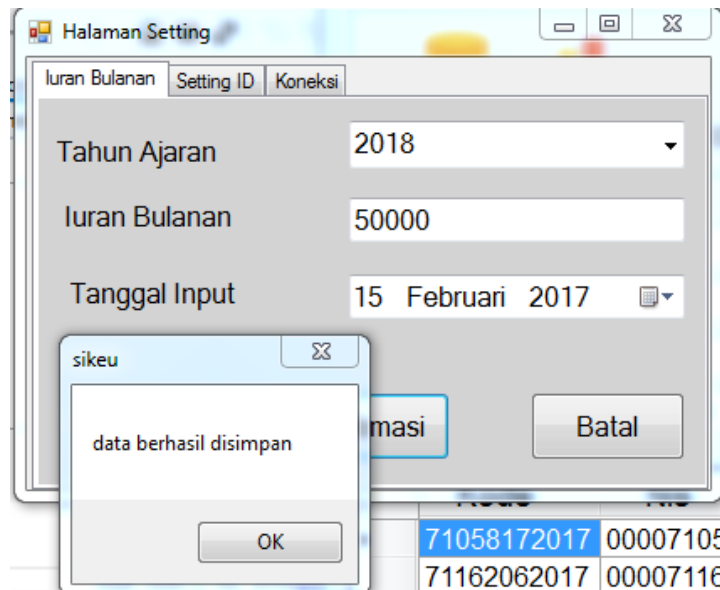 Halaman Setting
Iuran Bulanan Setting ID Koneksi
Tahun Ajaran 2018
Iuran Bulanan 50000
Tanggal Input 15 Februari 2017
sikeu
data berhasil disimpan
OK
masi
Batal
71058172017 00007105
71162062017 00007116